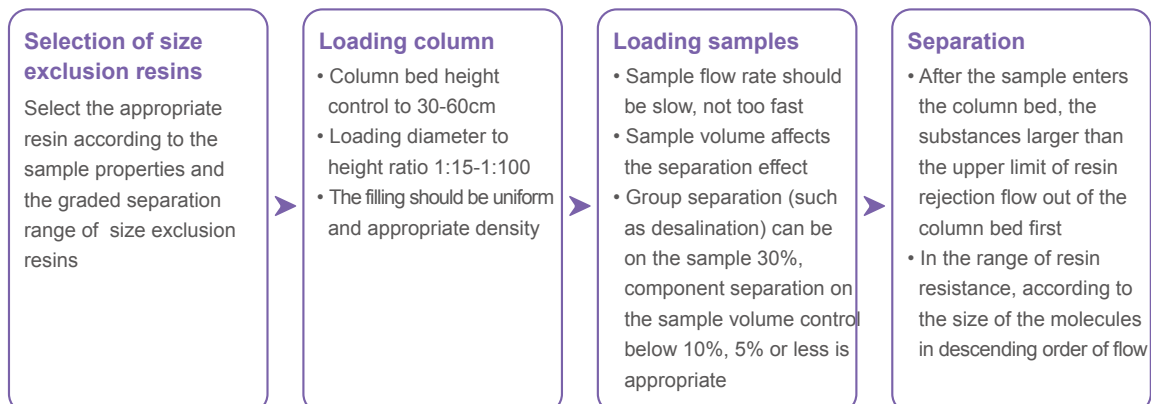 Selection of size
exclusion resins
Select the appropriate
resin according to the
sample properties and
the graded separation
range of size exclusion
resins
Loading column
• Column bed height
control to 30-60cm
• Loading diameter to
height ratio 1:15-1:100
• The filling should be uniform
and appropriate density
Loading samples
• Sample flow rate should
be slow, not too fast
• Sample volume affects
the separation effect
• Group separation (such
as desalination) can be
on the sample 30%,
component separation on
the sample volume control
below 10%, 5% or less is
appropriate
Separation
• After the sample enters
the column bed, the
substances larger than
the upper limit of resin
rejection flow out of the
column bed first
• In the range of resin
resistance, according to
the size of the molecules
in descending order of flow